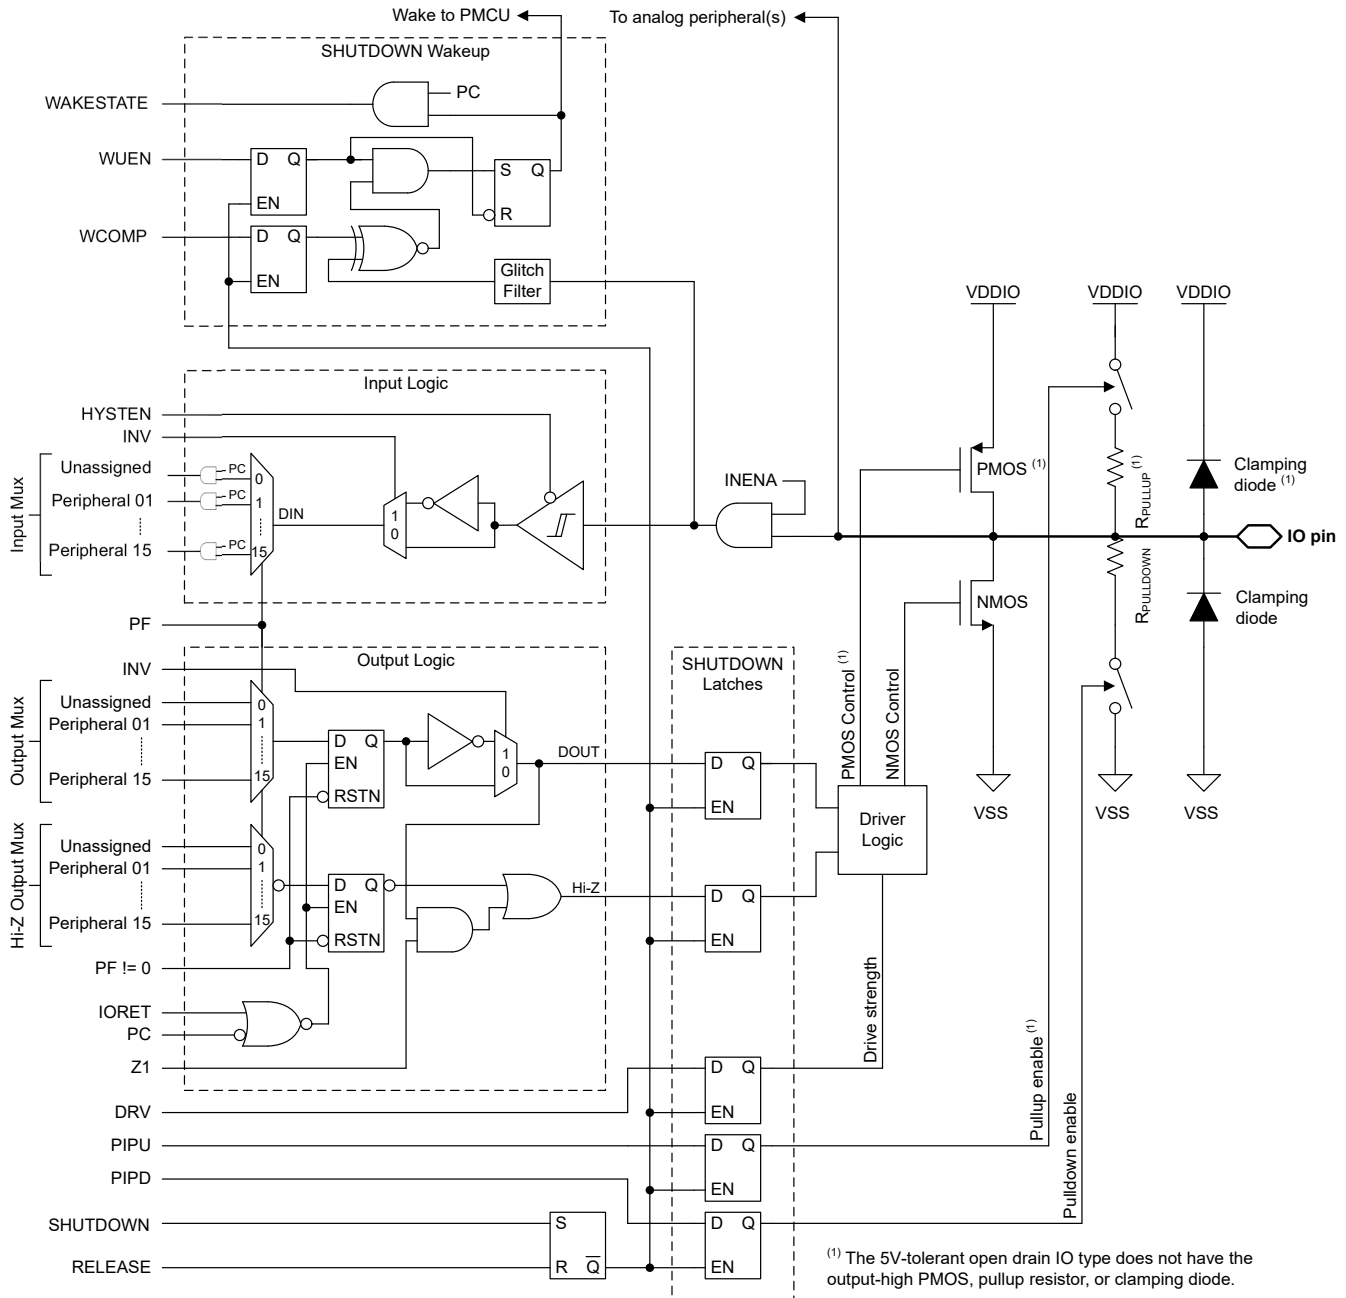 Wake to PMCU
To analog peripheral(s)
SHUTDOWN Wakeup
WAKESTATE
PC
WUEN
D Q
EN
S Q
R
WCOMP
D Q
EN
Glitch
Filter
VDDIO
VDDIO
VDDIO
Input Logic
HYSTEN
INV
Input Mux
Unassigned
PC
0
Peripheral 01
PC
1
Peripheral 15
PC
15
DIN
1
0
INENA
PMOS (1)
RPULLUP (1)
Clamping
diode (1)
IO pin
RPULLDOWN
NMOS
Clamping
diode
PF
Output Logic
INV
Output Mux
Unassigned
0
Peripheral 01
1
Peripheral 15
15
D Q
EN
RSTN
1
0
DOUT
SHUTDOWN
Latches
D Q
EN
PMOS Control (1)
NMOS Control
Driver
Logic
VSS
VSS
VSS
Hi-Z Output Mux
Unassigned
0
Peripheral 01
1
Peripheral 15
15
D Q
EN
RSTN
Hi-Z
D Q
EN
PF != 0
IORET
PC
Z1
Drive strength
D Q
EN
DRV
Pullup enable (1)
Pulldown enable
PIPU
D Q
EN
PIPD
SHUTDOWN
S
R Q
RELEASE
D Q
EN
(1) The 5V-tolerant open drain IO type does not have the
output-high PMOS, pullup resistor, or clamping diode.